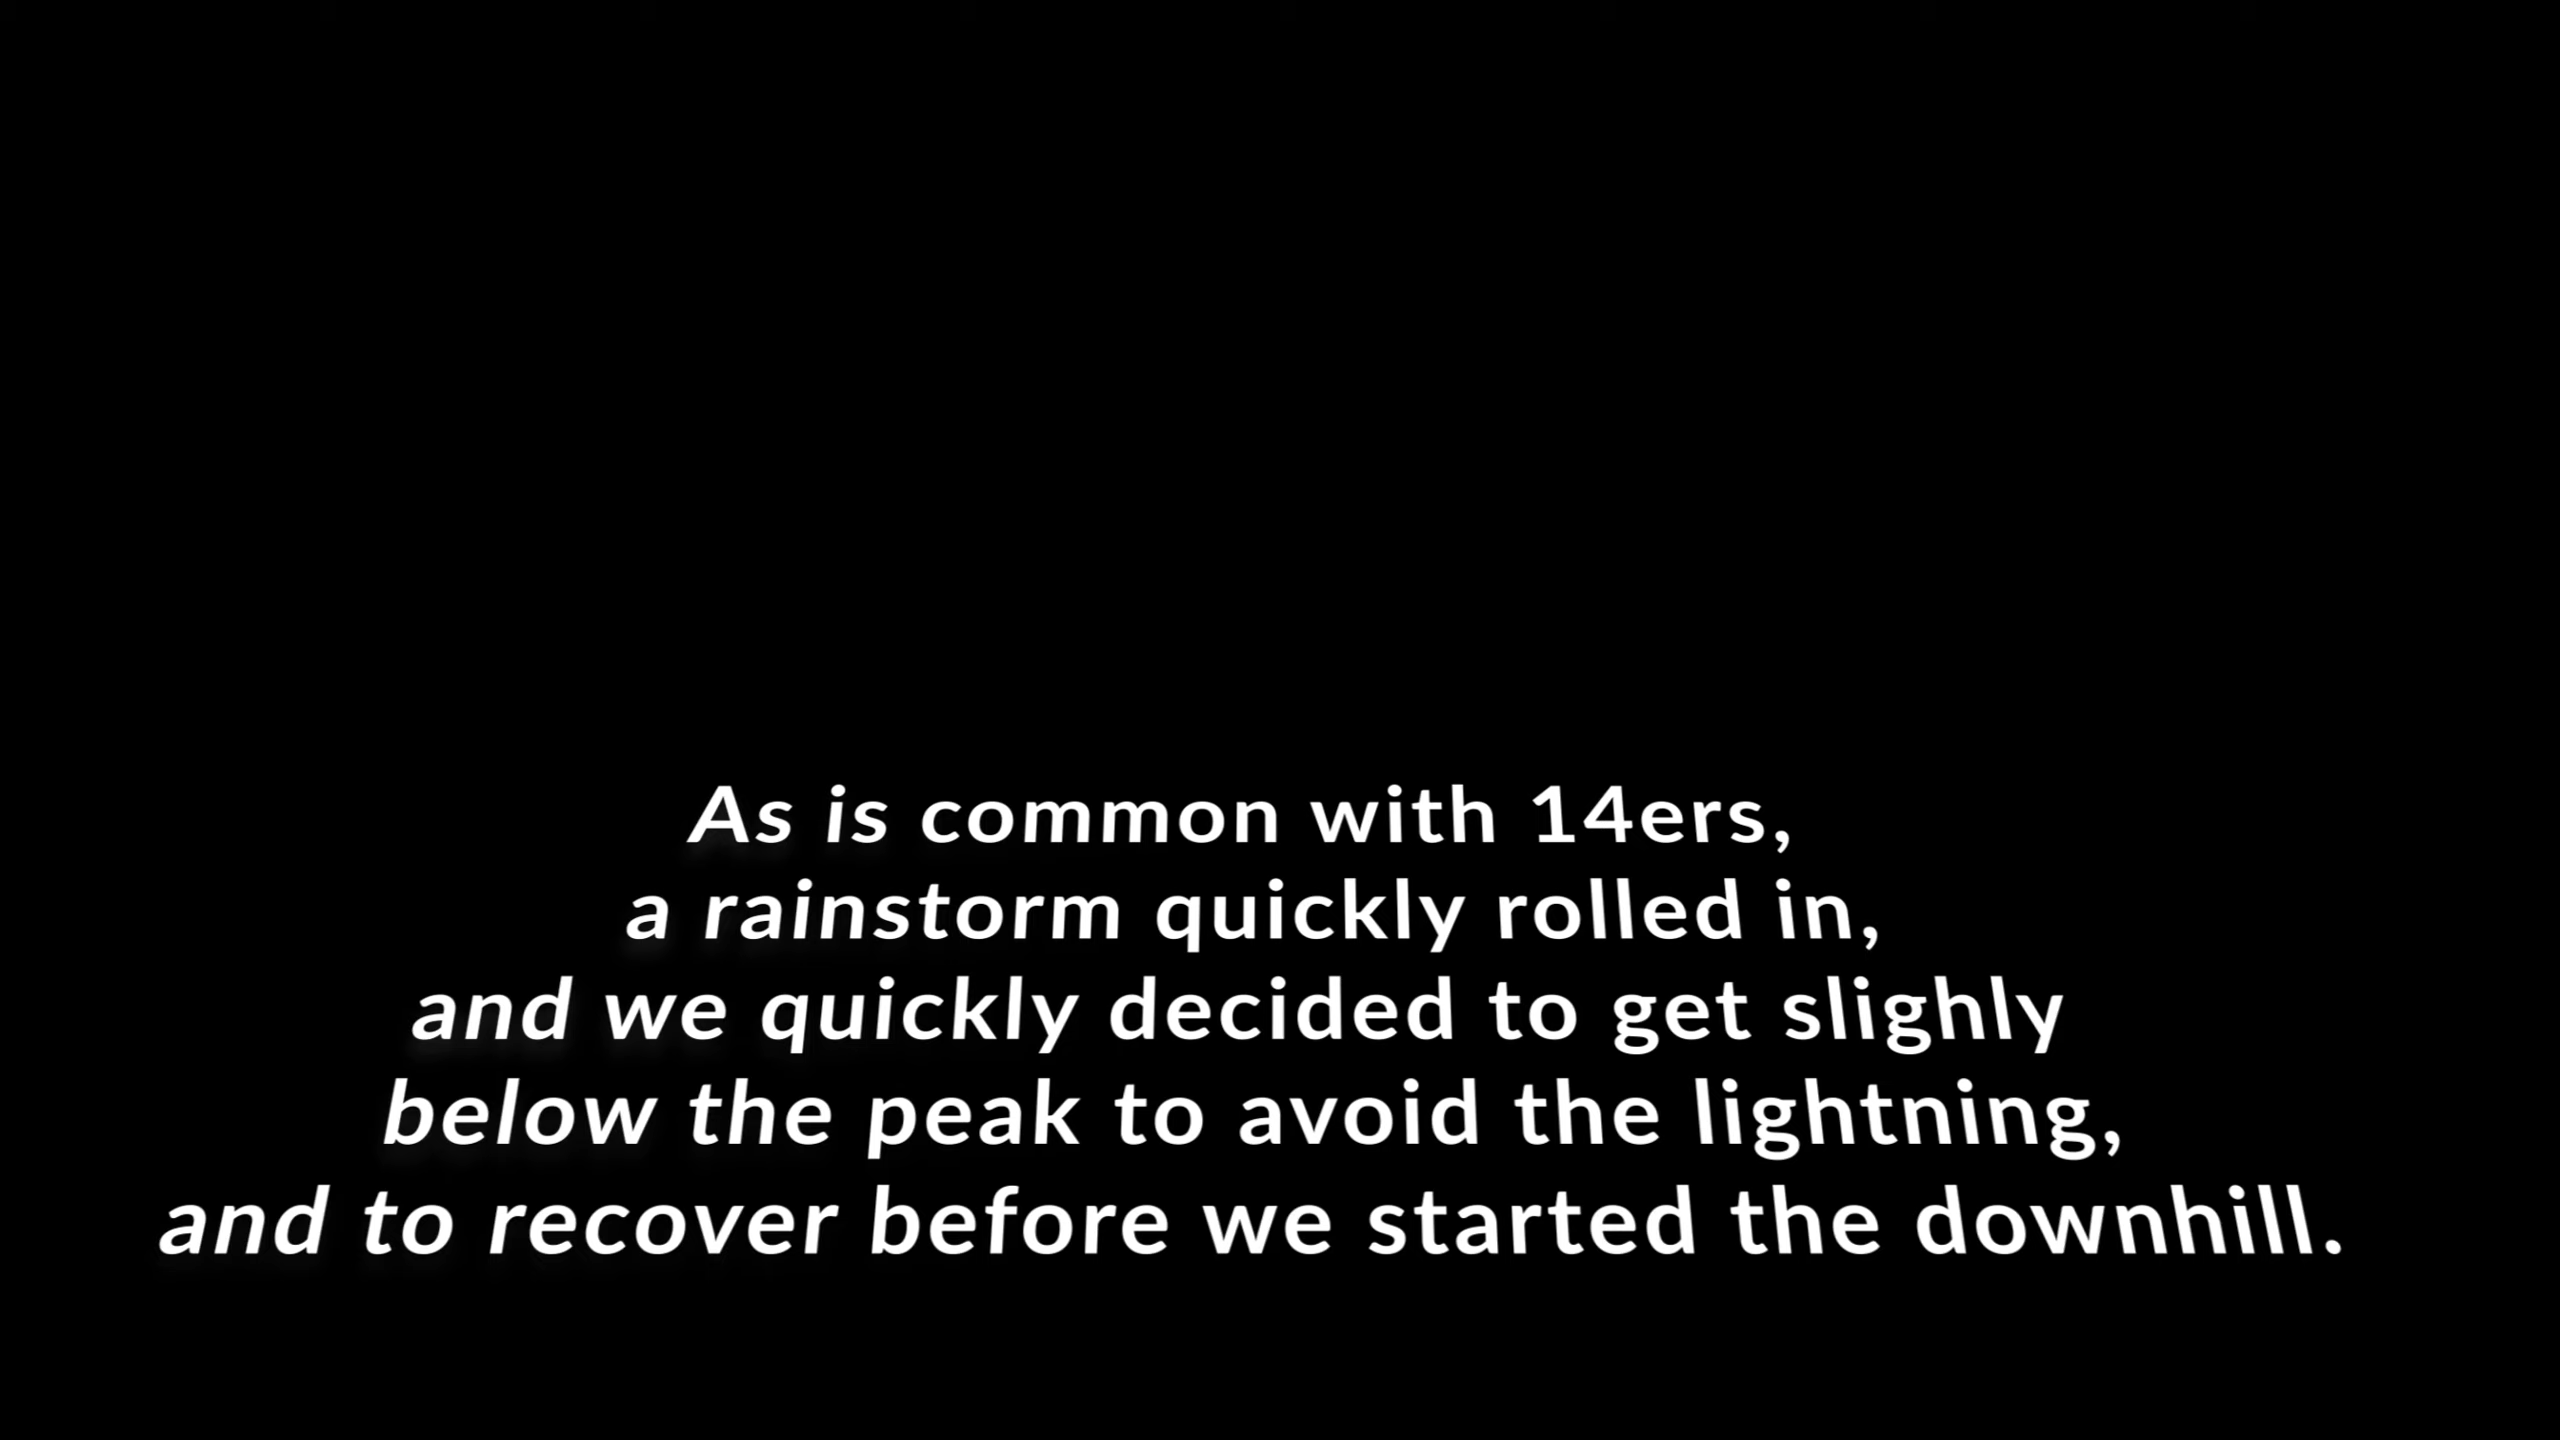 As is common with 14ers,
a rainstorm quickly rolled in,
and we quickly decided to get slighly
below the peak to avoid the lightning,
and to recover before we started the downhill.